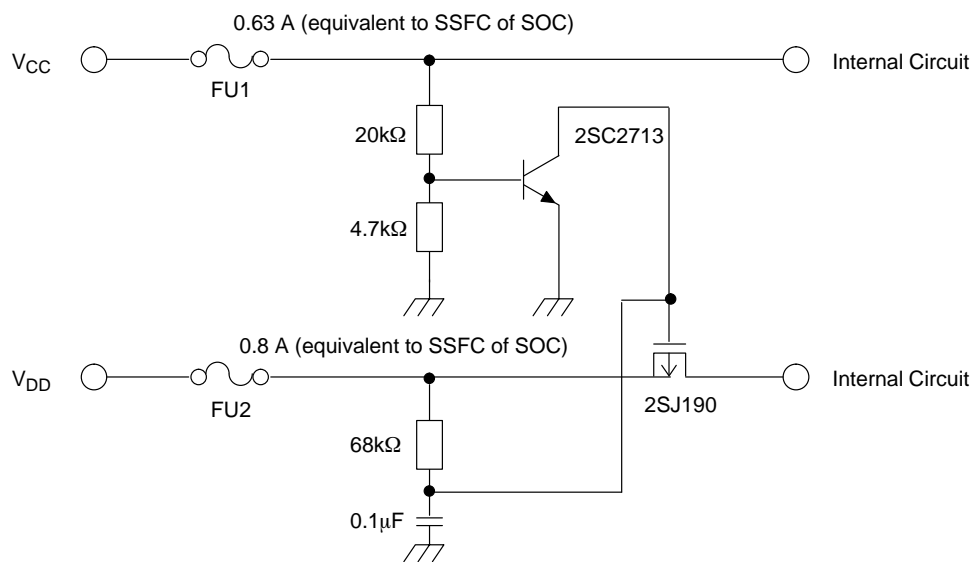 0.63 A (equivalent to SSFC of SOC)
VCC
FU1
Internal Circuit
20kΩ
2SC2713
4.7kΩ
0.8 A (equivalent to SSFC of SOC)
VDD
FU2
Internal Circuit
2SJ190
68kΩ
0.1μF